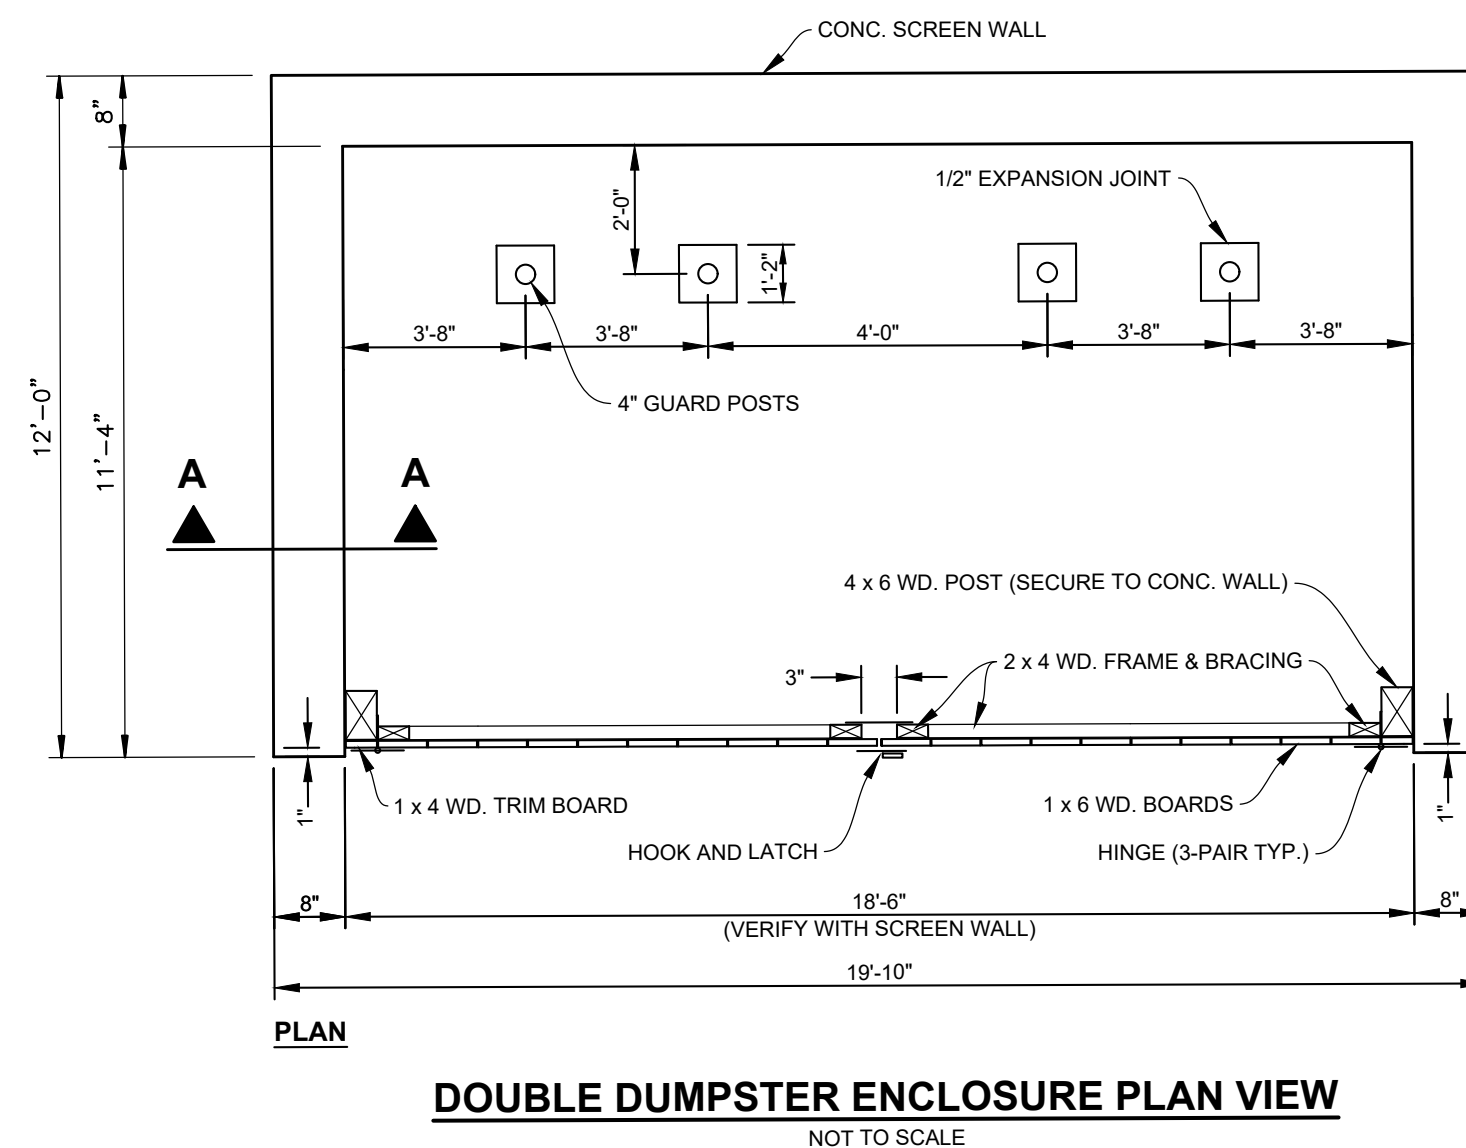 CONC. SCREEN WALL
8"
1/2" EXPANSION JOINT
2'-0"
1'-2"
3'-8"
3'-8"
4'-0"
3'-8"
3'-8"
4" GUARD POSTS
12'-0"
11'-4"
A
A
4 x 6 WD. POST (SECURE TO CONC. WALL)
2 x 4 WD. FRAME & BRACING
3"
1"
1 x 4 WD. TRIM BOARD
1 x 6 WD. BOARDS
1"
HOOK AND LATCH
HINGE (3-PAIR TYP.)
8"
18'-6"
8"
(VERIFY WITH SCREEN WALL)
19'-10"
PLAN
DOUBLE DUMPSTER ENCLOSURE PLAN VIEW
NOT TO SCALE